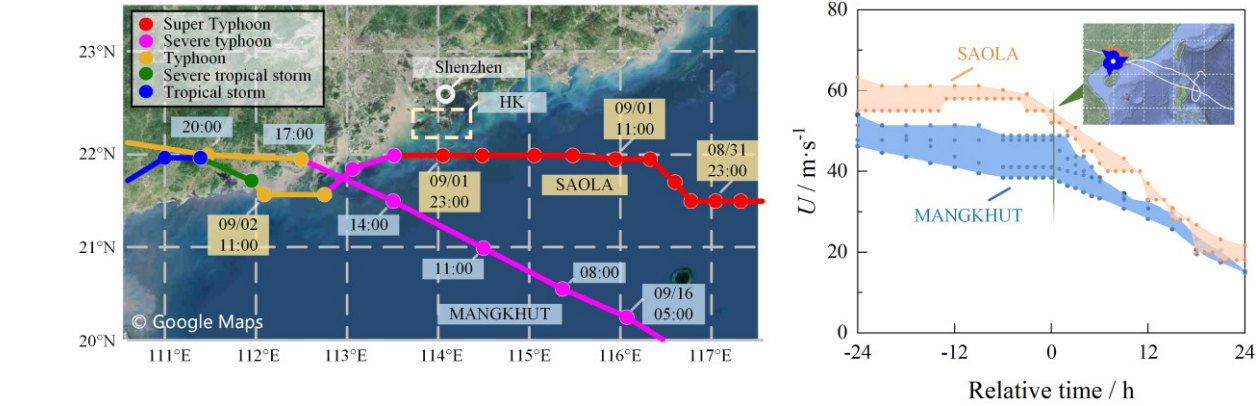 Super Typhoon
Severe typhoon
Typhoon
Severe tropical storm
Tropical storm
23°N
22°N
21°N
20°N
Shenzhen
HK
20:00
17:00
09/01
11:00
08/31
23:00
09/01
23:00
SAOLA
09/02
11:00
14:00
11:00
08:00
09/16
05:00
MANGKHUT
© Google Maps
111°E
112°E
113°E
114°E
115°E
116°E
117°E
80
60
40
20
0
U / m·s⁻¹
SAOLA
MANGKHUT
-24
-12
0
12
24
Relative time / h